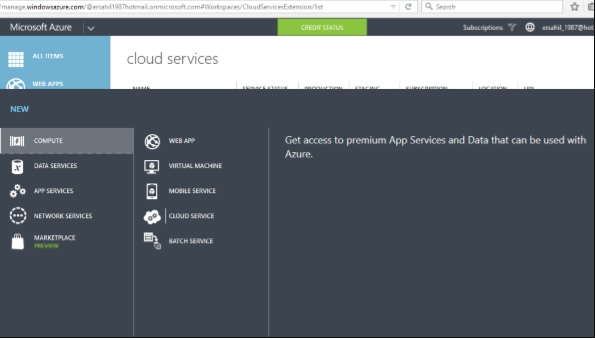 manage.windowsazure.com/@ersahil1987hotmail.onmicrosoft.com#Workspaces/CloudServicesExtension/list
Search
Microsoft Azure
CREDIT STATUS
Subscriptions
ersahil_1987@hot
ALL ITEMS
cloud services
WEB APPS
NAME
SERVICE STATUS
PRODUCTION
STAGING
SUBSCRIPTION
LOCATION
URL
NEW
COMPUTE
WEB APP
Get access to premium App Services and Data that can be used with
Azure.
DATA SERVICES
VIRTUAL MACHINE
APP SERVICES
MOBILE SERVICE
NETWORK SERVICES
CLOUD SERVICE
MARKETPLACE
PREVIEW
BATCH SERVICE